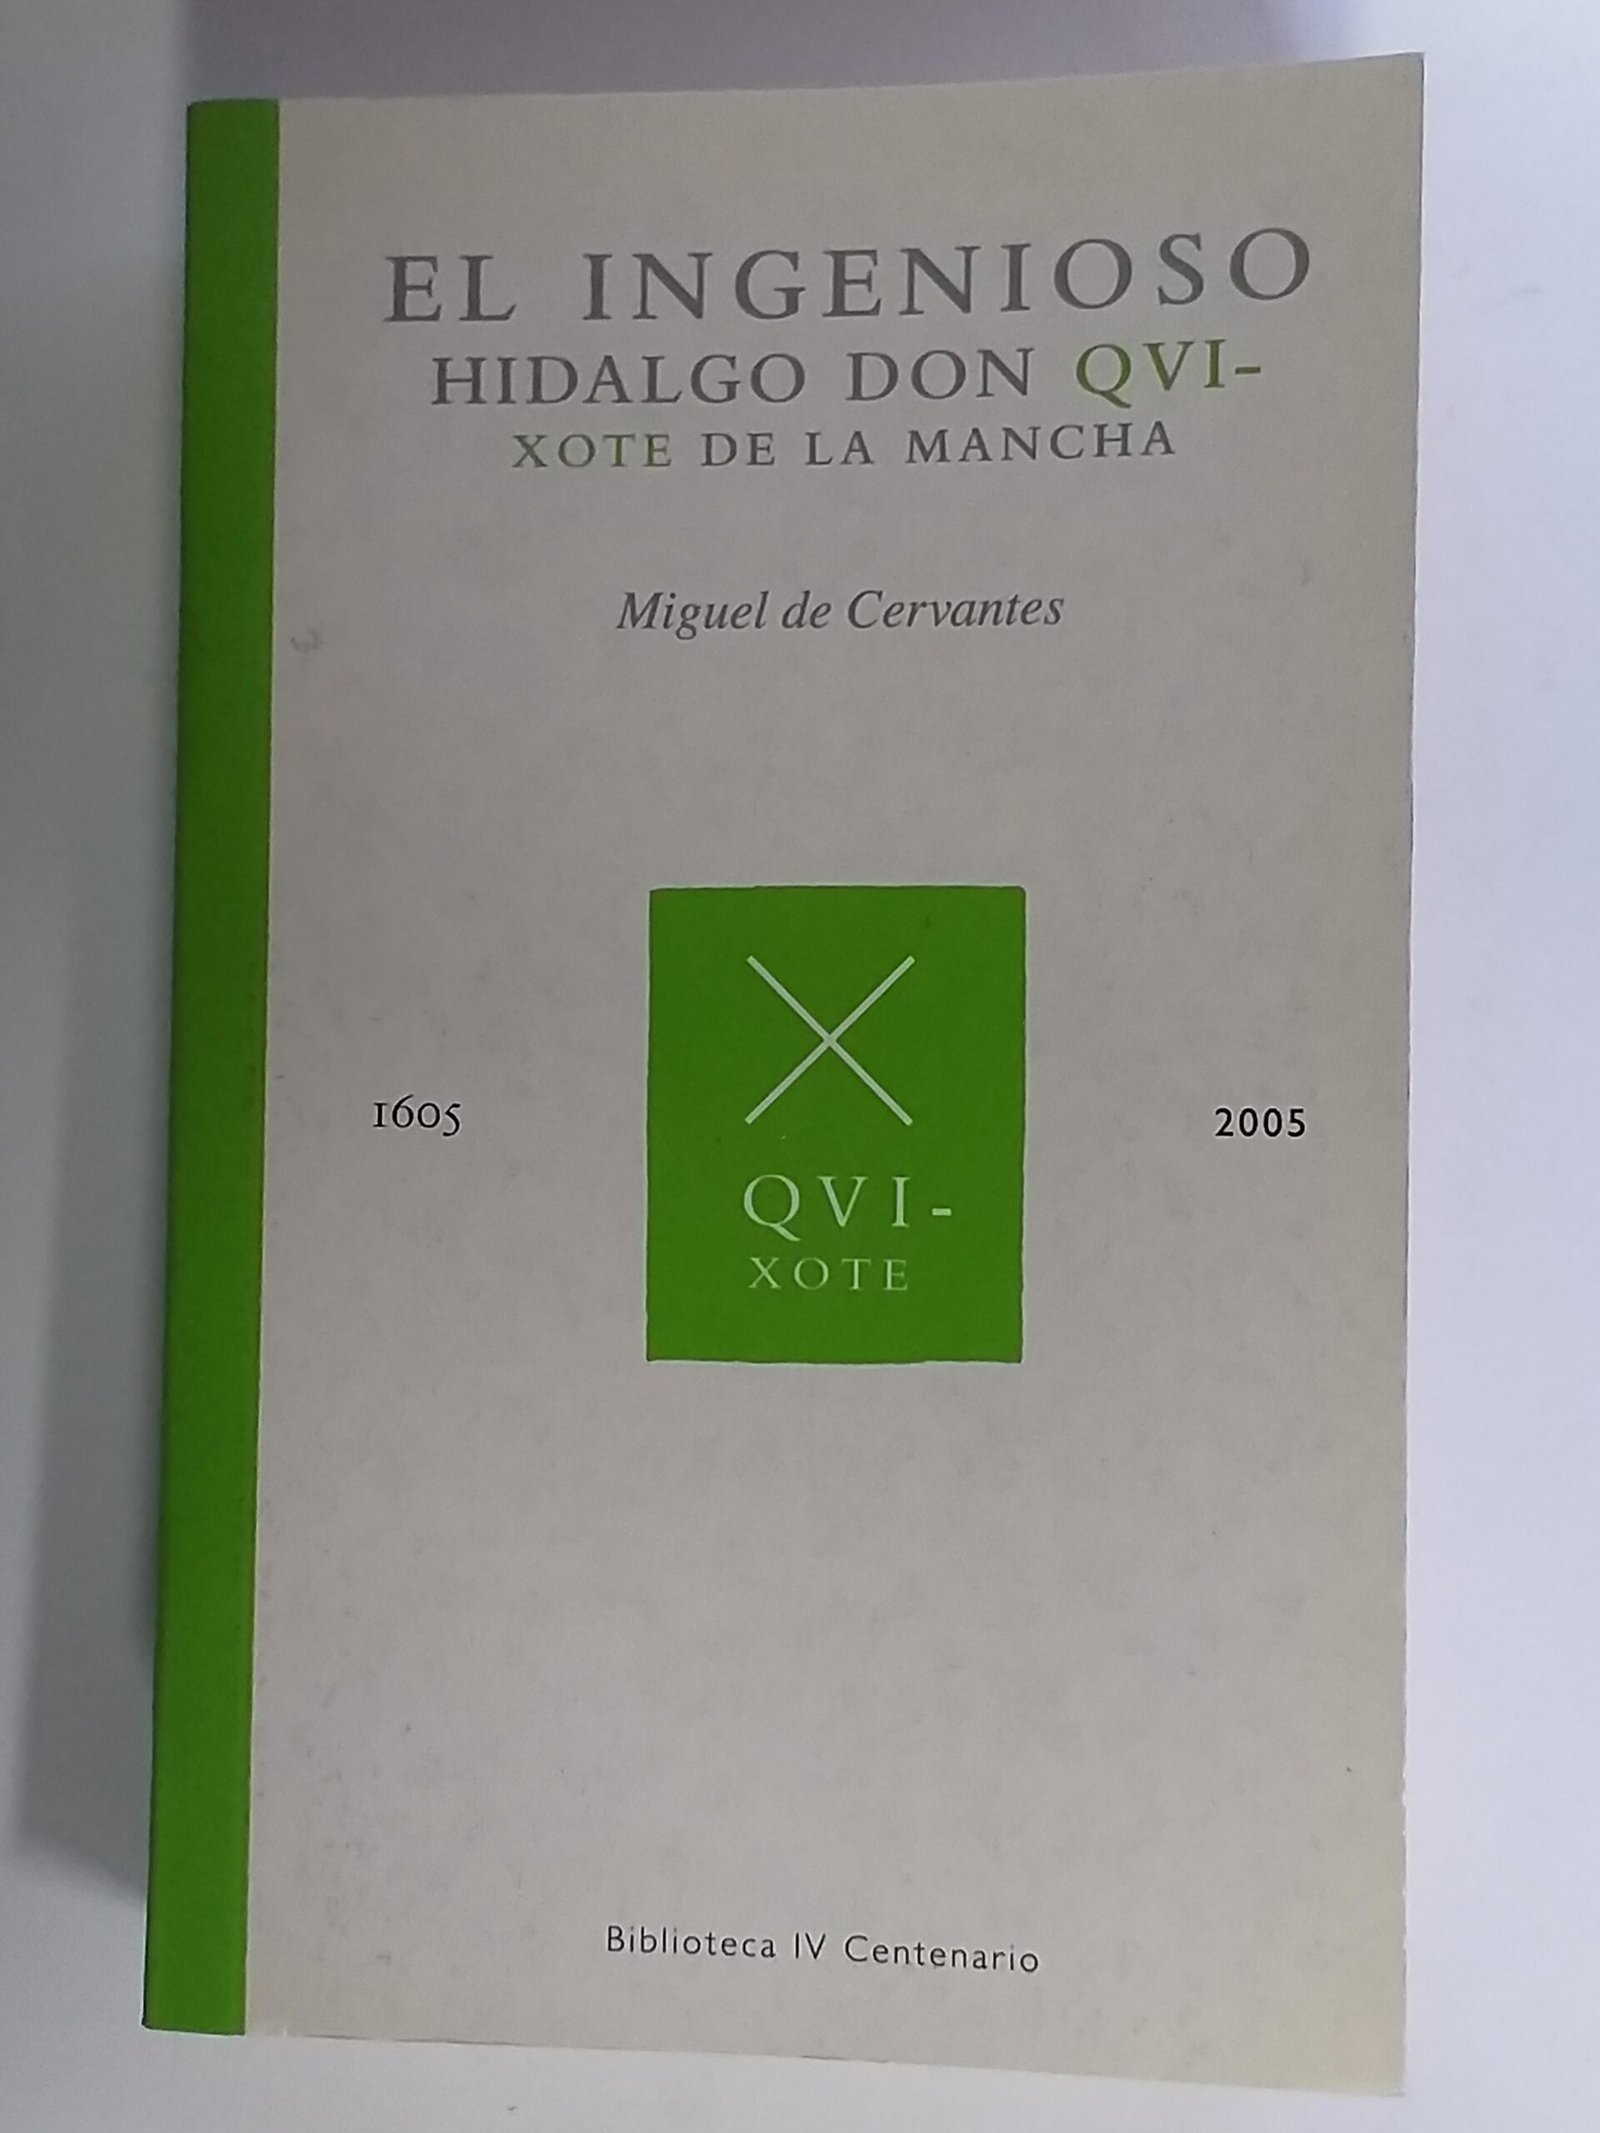 EL INGENIOSO
HIDALGO DON QVI-
XOTE DE LA MANCHA
Miguel de Cervantes
X
1605
2005
QVI-
XOTE
Biblioteca IV Centenario